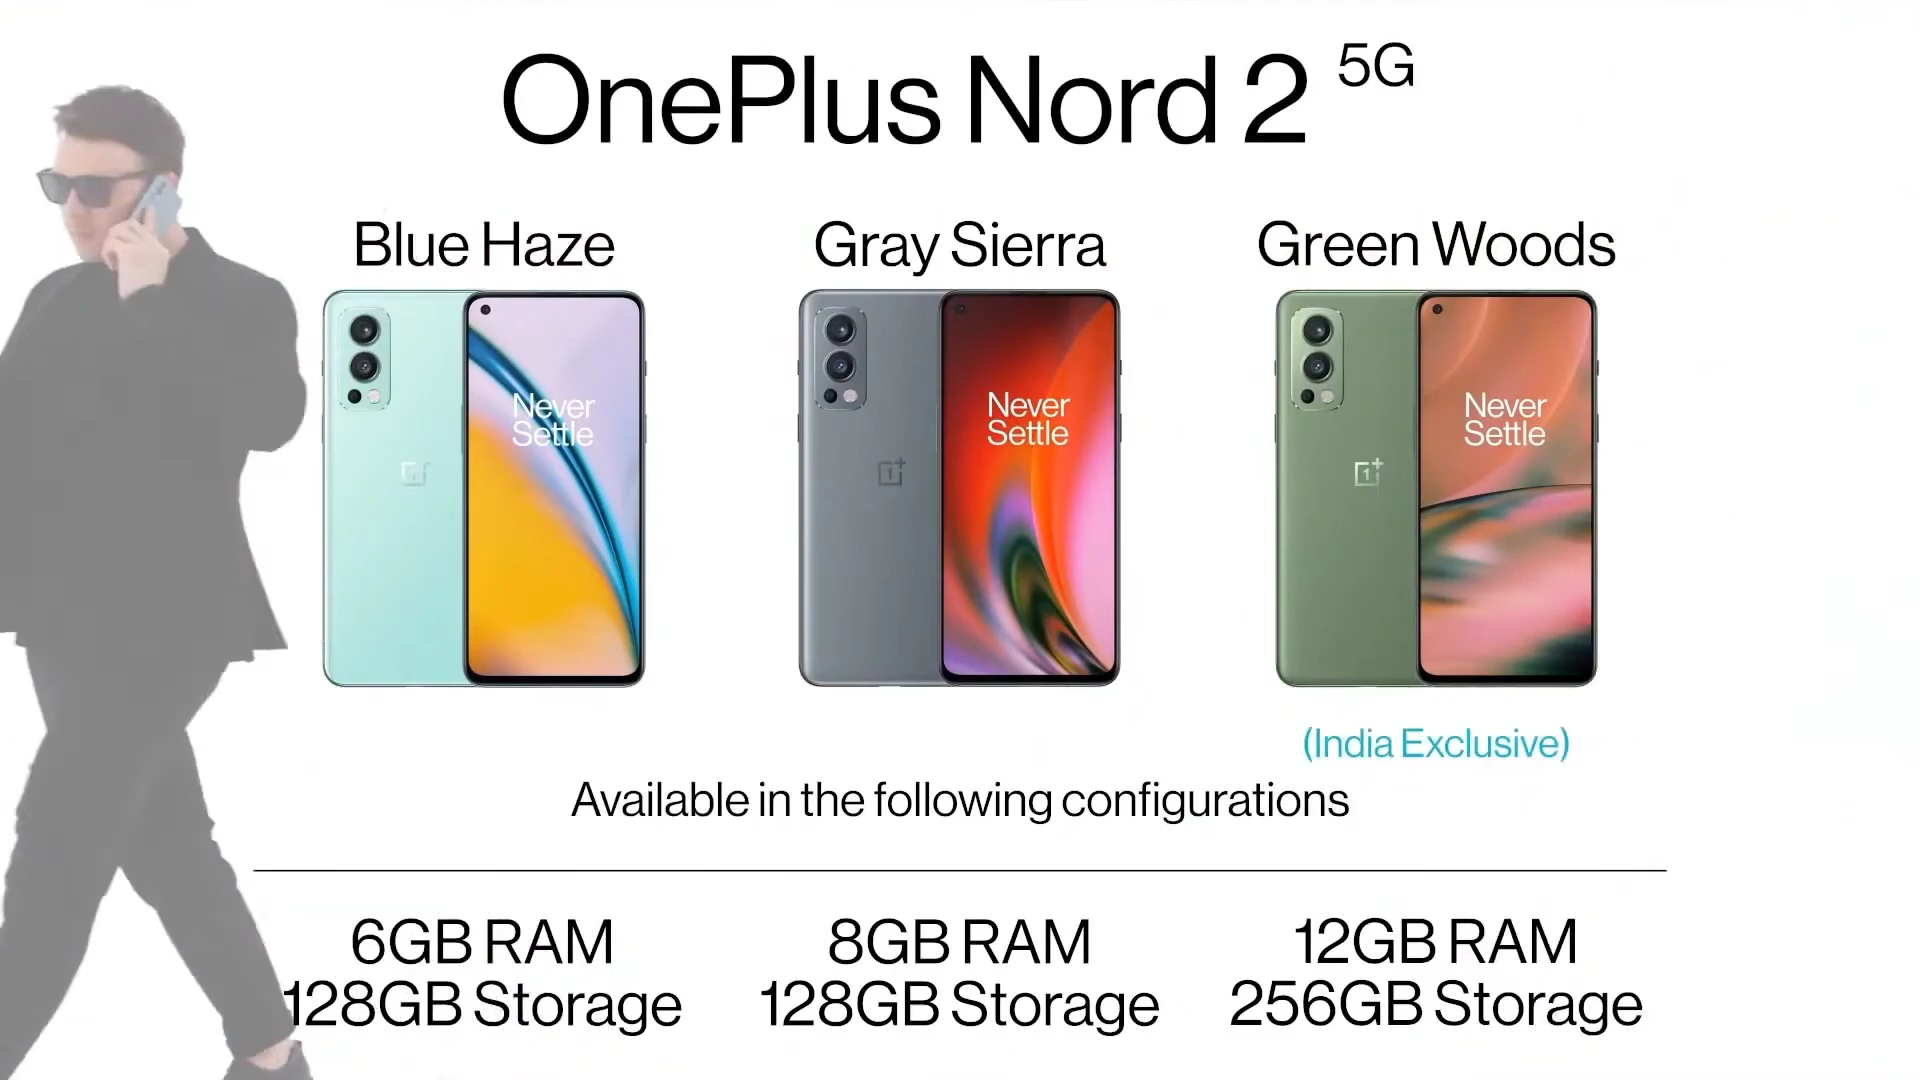 OnePlus Nord 2 5G
Blue Haze
Gray Sierra
Green Woods
Never
Settle
Never
Settle
Never
Settle
(India Exclusive)
Available in the following configurations
6GB RAM
128GB Storage
8GB RAM
128GB Storage
12GB RAM
256GB Storage